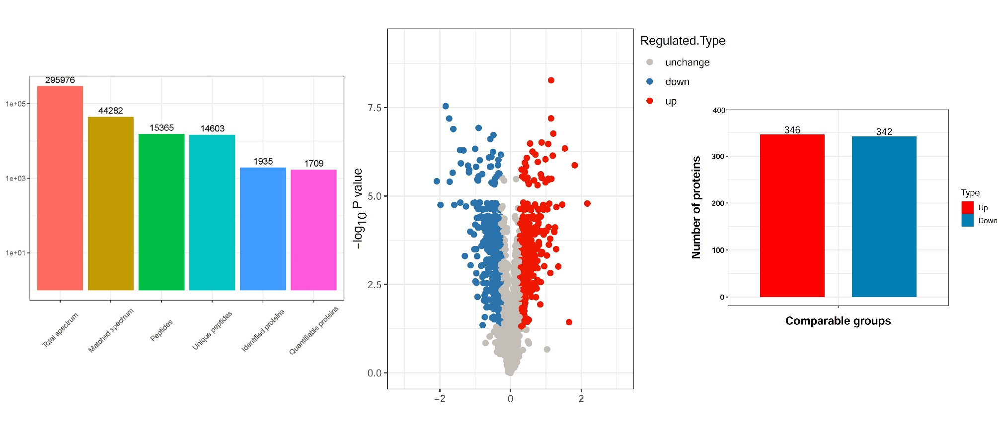 295976
44282
15365
14603
1935
1709
1e+05
1e+03
1e+01
Total spectrum
Matched spectrum
Peptides
Unique peptides
Identified proteins
Quantifiable proteins
−log10 P value
7.5
5.0
2.5
0.0
−2
0
2
Regulated.Type
unchange
down
up
Number of proteins
400
300
200
100
0
346
342
Comparable groups
Type
Up
Down